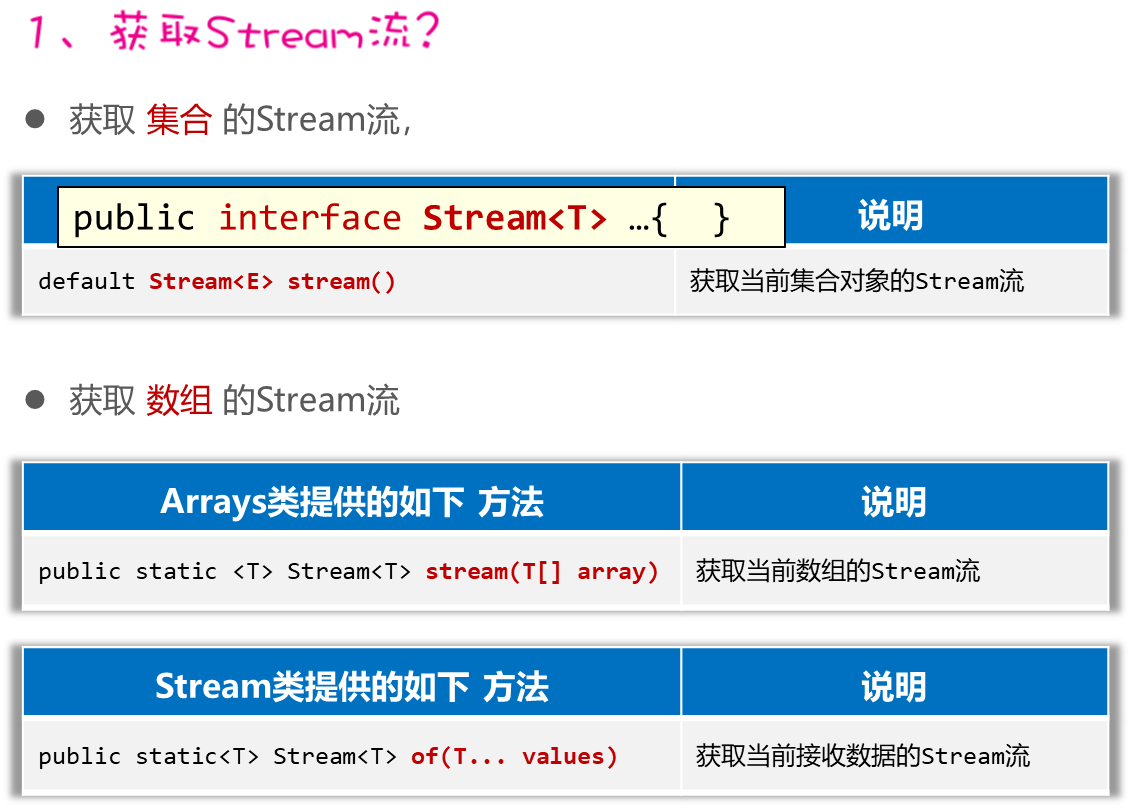 1、获取Stream流？
● 获取 集合 的Stream流，
public interface Stream<T> …{ }
说明
default Stream<E> stream()
获取当前集合对象的Stream流
● 获取 数组 的Stream流
Arrays类提供的如下 方法
说明
public static <T> Stream<T> stream(T[] array)
获取当前数组的Stream流
Stream类提供的如下 方法
说明
public static<T> Stream<T> of(T... values)
获取当前接收数据的Stream流